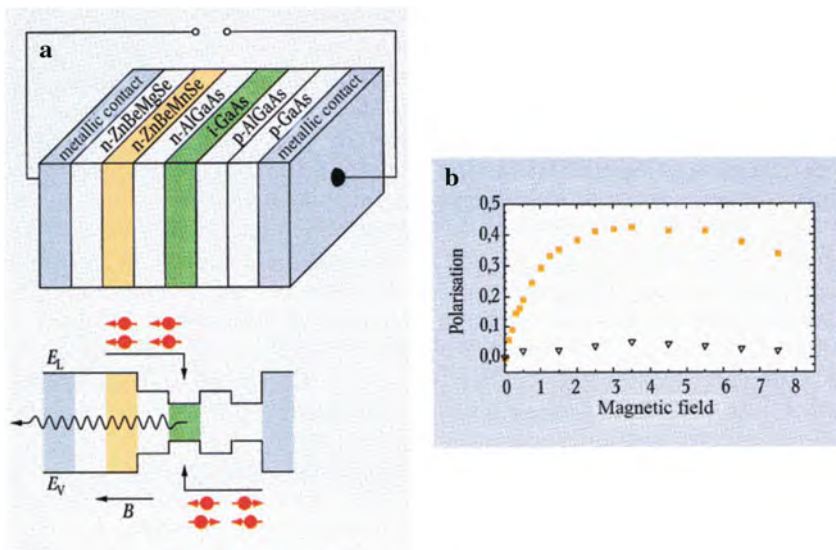 a
metallic contact
n-ZnBeMgSe
n-ZnBeMnSe
n-AlGaAs
i-GaAs
p-AlGaAs
p-GaAs
metallic contact
E_L
E_V
B
b
0,5
0,4
0,3
0,2
0,1
0,0
Polarisation
0 1 2 3 4 5 6 7 8
Magnetic field